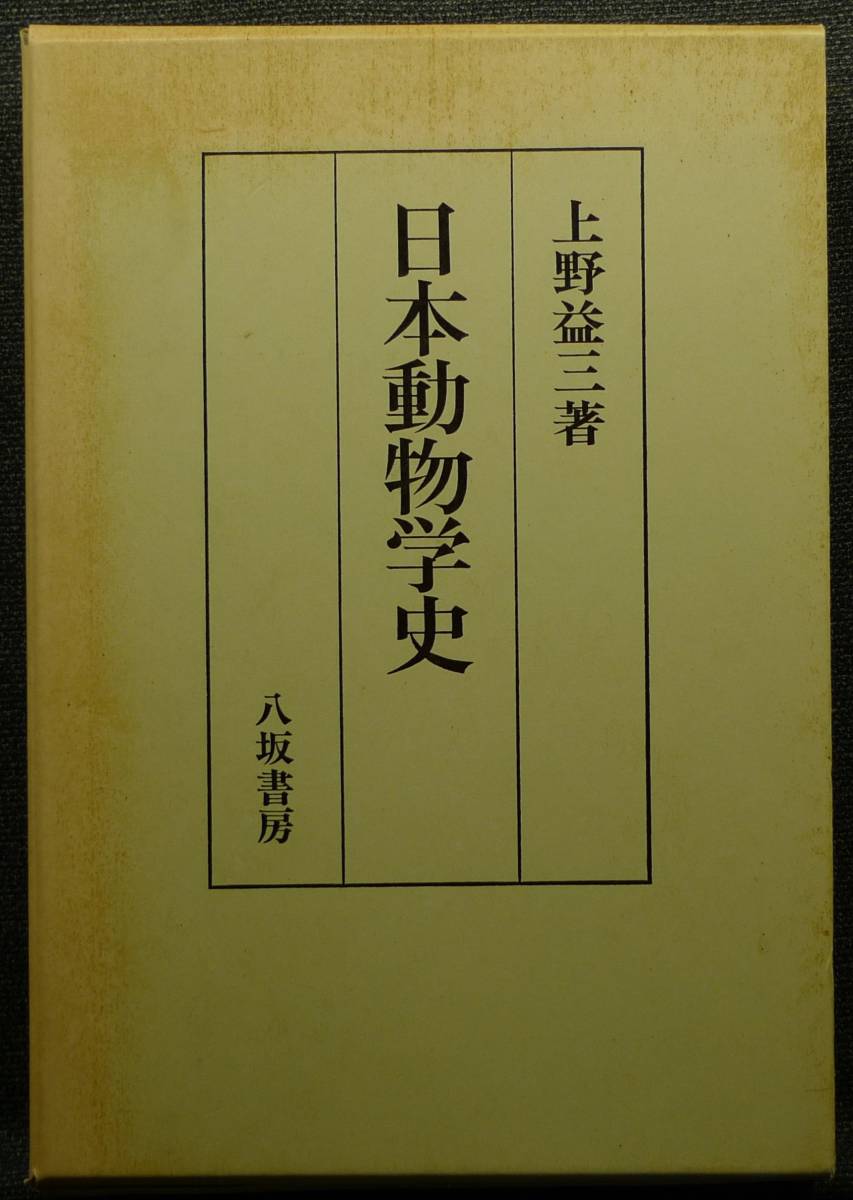 上野益三著
日本動物学史
八坂書房